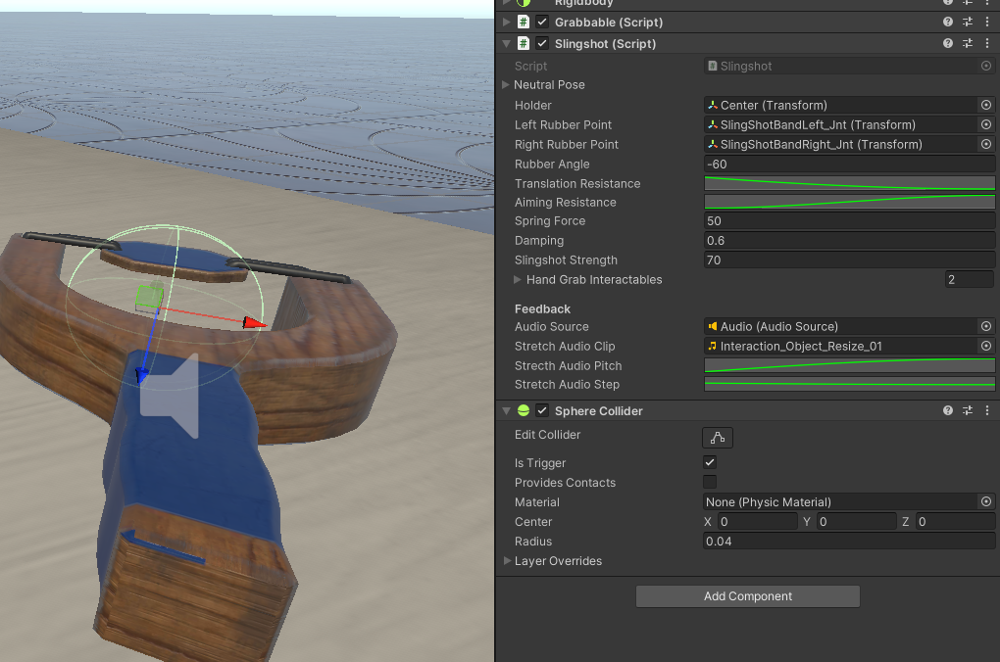 Rigidbody
# Grabbable (Script)
# Slingshot (Script)
Script Slingshot
Neutral Pose
Holder Center (Transform)
Left Rubber Point SlingShotBandLeft_Jnt (Transform)
Right Rubber Point SlingShotBandRight_Jnt (Transform)
Rubber Angle -60
Translation Resistance
Aiming Resistance
Spring Force 50
Damping 0.6
Slingshot Strength 70
Hand Grab Interactables 2
Feedback
Audio Source Audio (Audio Source)
Stretch Audio Clip Interaction_Object_Resize_01
Strecth Audio Pitch
Stretch Audio Step
Sphere Collider
Edit Collider
Is Trigger
Provides Contacts
Material None (Physic Material)
Center X 0 Y 0 Z 0
Radius 0.04
Layer Overrides
Add Component